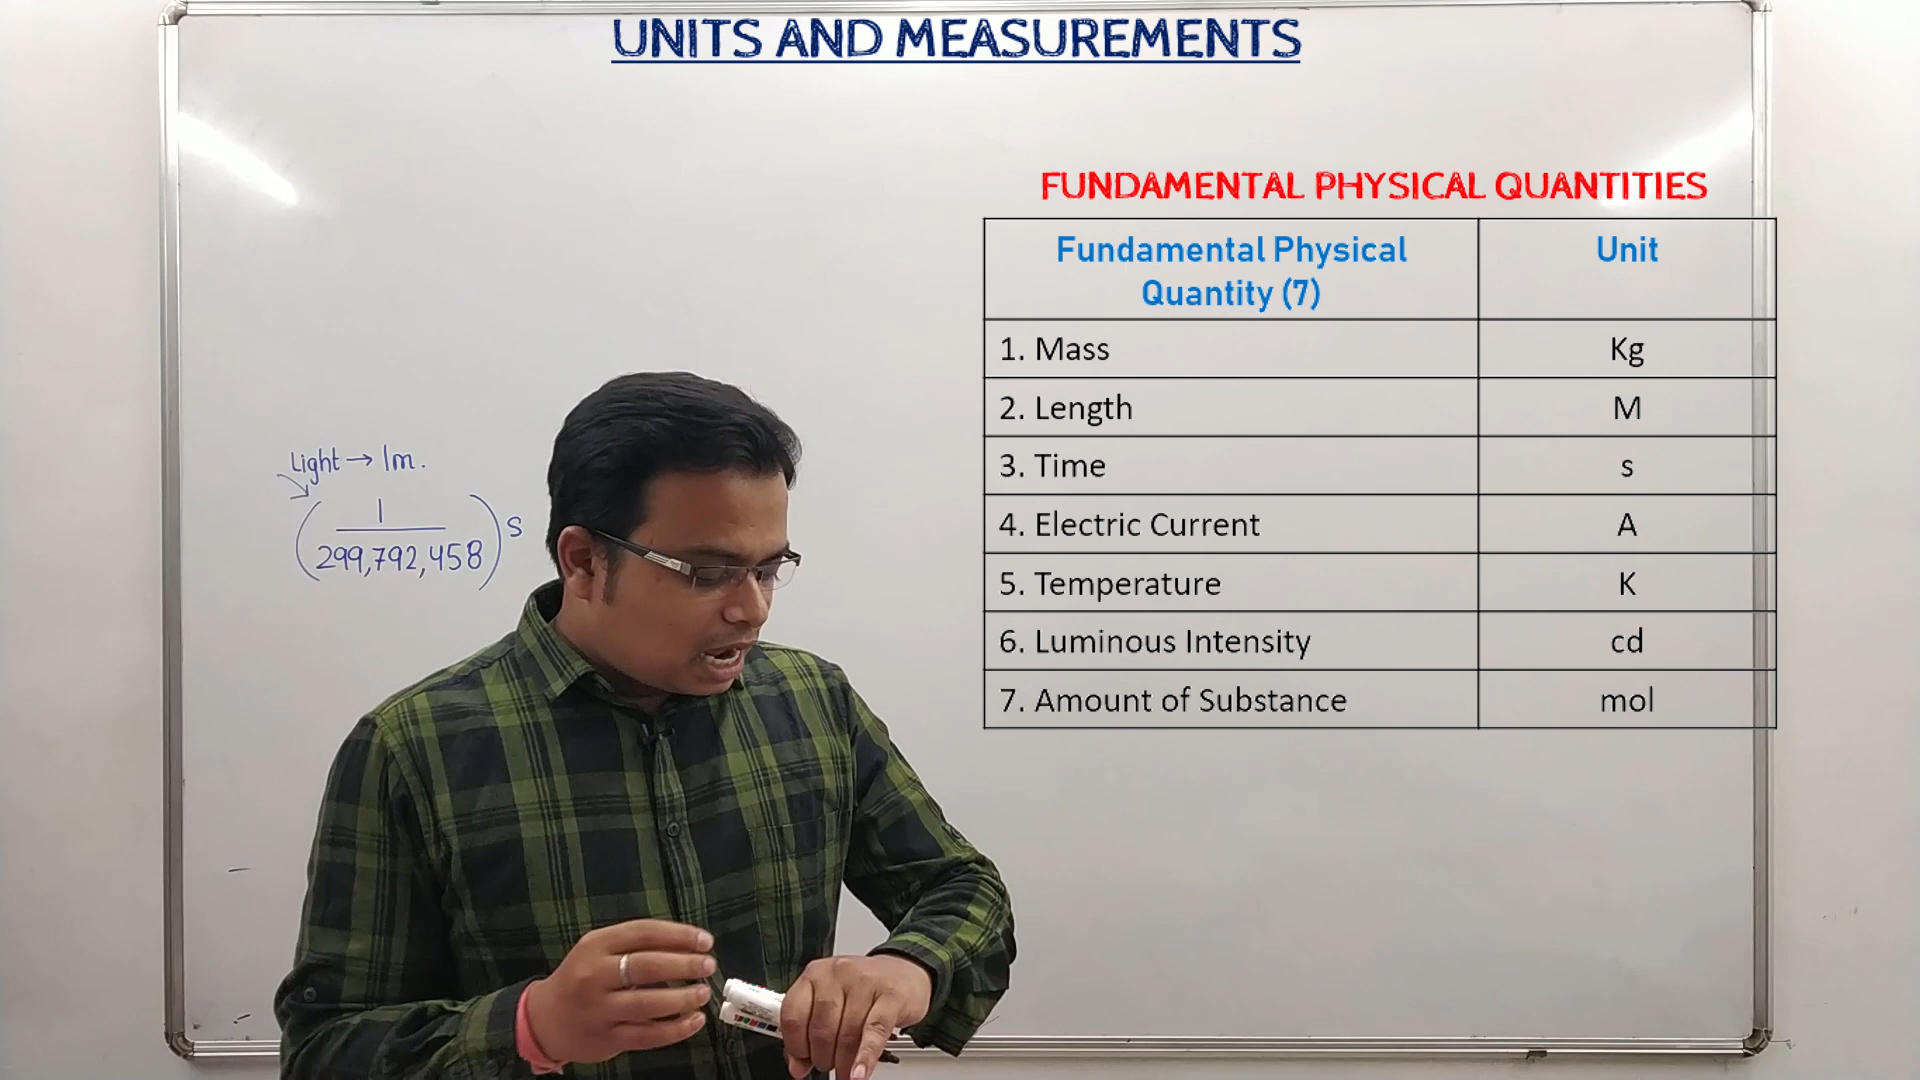 UNITS AND MEASUREMENTS
Light → 1m.
(1/299,792,458) s
FUNDAMENTAL PHYSICAL QUANTITIES
Fundamental Physical Unit
Quantity (7)
1. Mass Kg
2. Length M
3. Time s
4. Electric Current A
5. Temperature K
6. Luminous Intensity cd
7. Amount of Substance mol